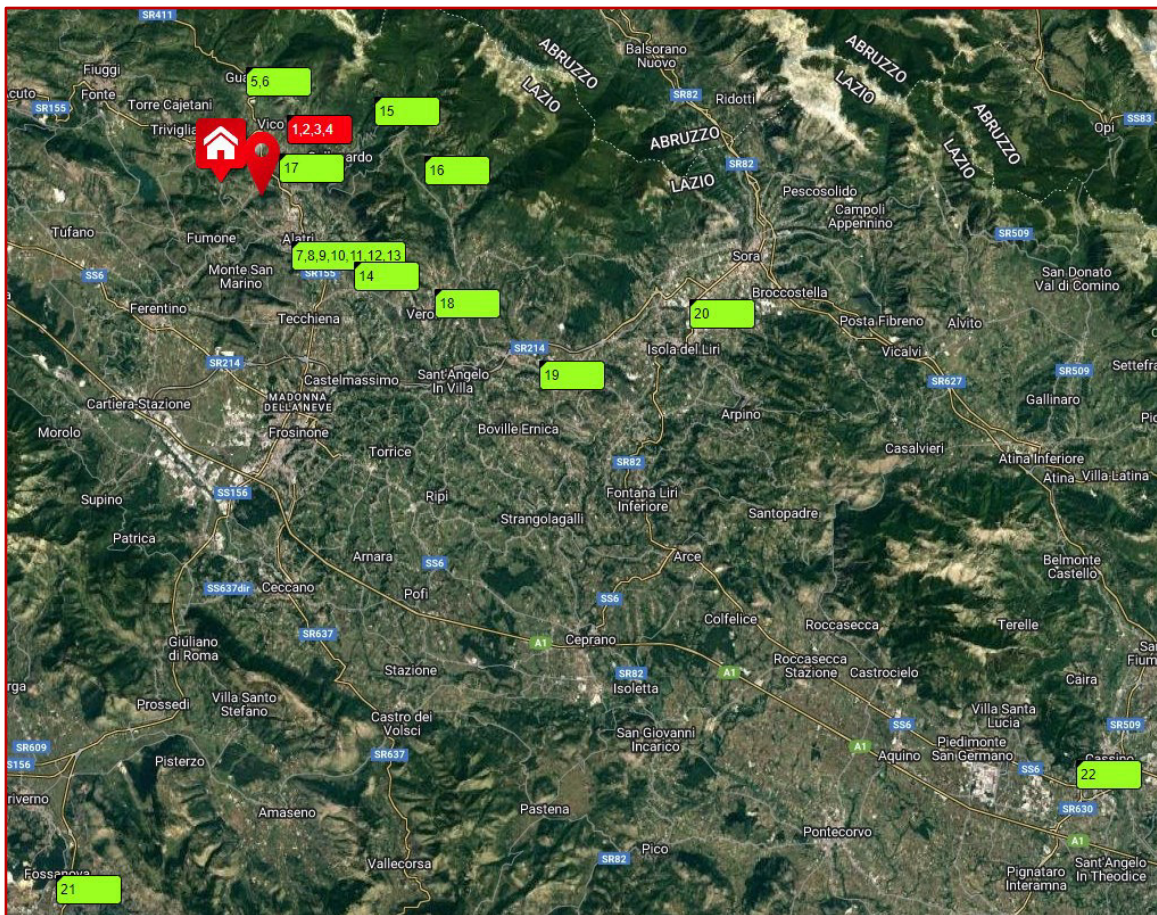 SR411
ABRUZZO
LAZIO
Balsorano
Nuovo
ABRUZZO
LAZIO
Fiuggi
Fonte
Gua
5,6
SR82
Ridotti
ABRUZZO
LAZIO
SS83
Acuto
SR155
Torre Cajetani
15
Opi
Vico
1,2,3,4
Triviglia
ABRUZZO
LAZIO
SR82
ardo
17
16
Pescosolido
Campoli
Appennino
Tufano
Fumone
Alatri
SR509
7,8,9,10,11,12,13
Sora
SS6
Monte San
Marino
SR155
14
San Donato
Val di Comino
Broccostella
Ferentino
Tecchiena
Vero
18
20
Posta Fibreno
Alvito
SR214
SR214
Isola del Liri
Vicalvi
Settefra
Castelmassimo
Sant'Angelo
In Villa
19
SR627
SR509
Cartiera-Stazione
MADONNA
DELLA NEVE
Gallinaro
Morolo
Frosinone
Boville Ernica
Arpino
Torrice
Casalvieri
Atina Inferiore
SR82
Atina
Villa Latina
Supino
SS156
Ripi
Fontana Liri
Inferiore
Strangolagalli
Santopadre
Patrica
Arnara
SS6
Arce
Belmonte
Castello
SS637dir
Ceccano
Pofi
SS6
Colfelice
Roccasecca
Terelle
Giuliano
di Roma
SR637
A1
Ceprano
Stazione
SR82
Isoletta
A1
Roccasecca
Stazione
Castrocielo
Caira
Prossedi
Villa Santo
Stefano
Castro dei
Volsci
Villa Santa
Lucia
SR609
SS156
SR637
San Giovanni
Incarico
SS6
SR509
Pisterzo
A1
Aquino
Piedimonte
San Germano
SS6
Cassino
22
Amaseno
Pastena
SR630
Pontecorvo
A1
Vallecorsa
SR82
Pico
Fossanova
21
Pignataro
Interamna
Sant'Angelo
In Theodice